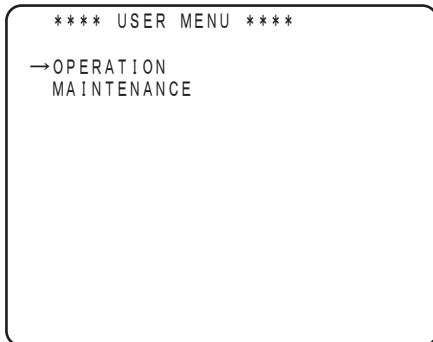 **** USER MENU ****
→OPERATION
MAINTENANCE